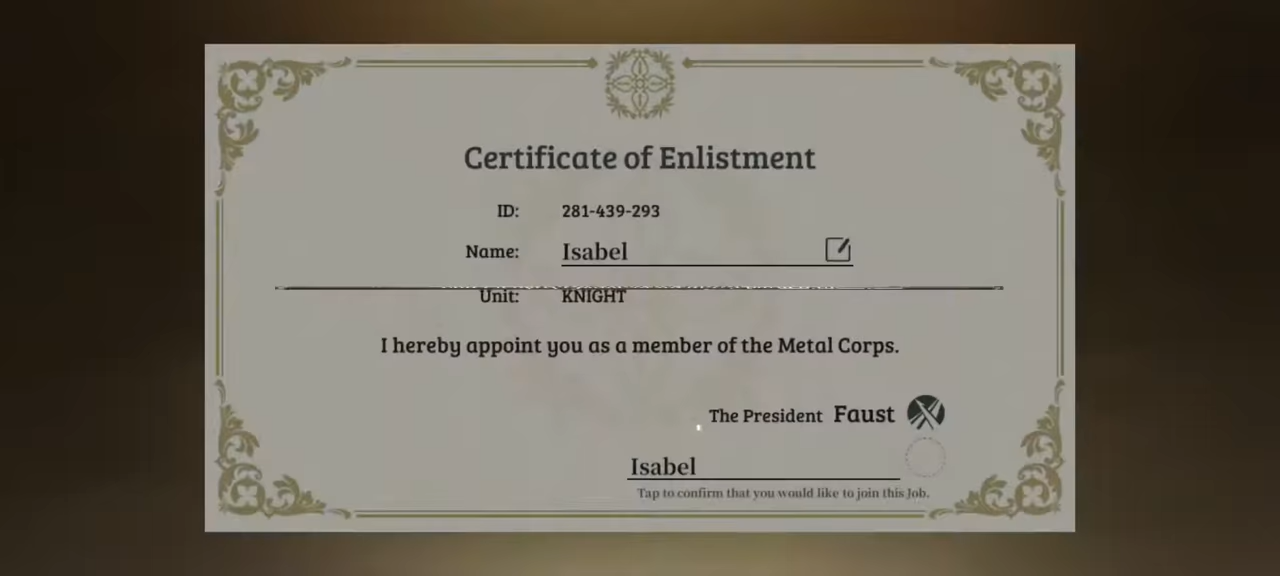 Certificate of Enlistment
ID: 281-439-293
Name: Isabel
Unit: KNIGHT
I hereby appoint you as a member of the Metal Corps.
The President Faust
Isabel
Tap to confirm that you would like to join this Job.